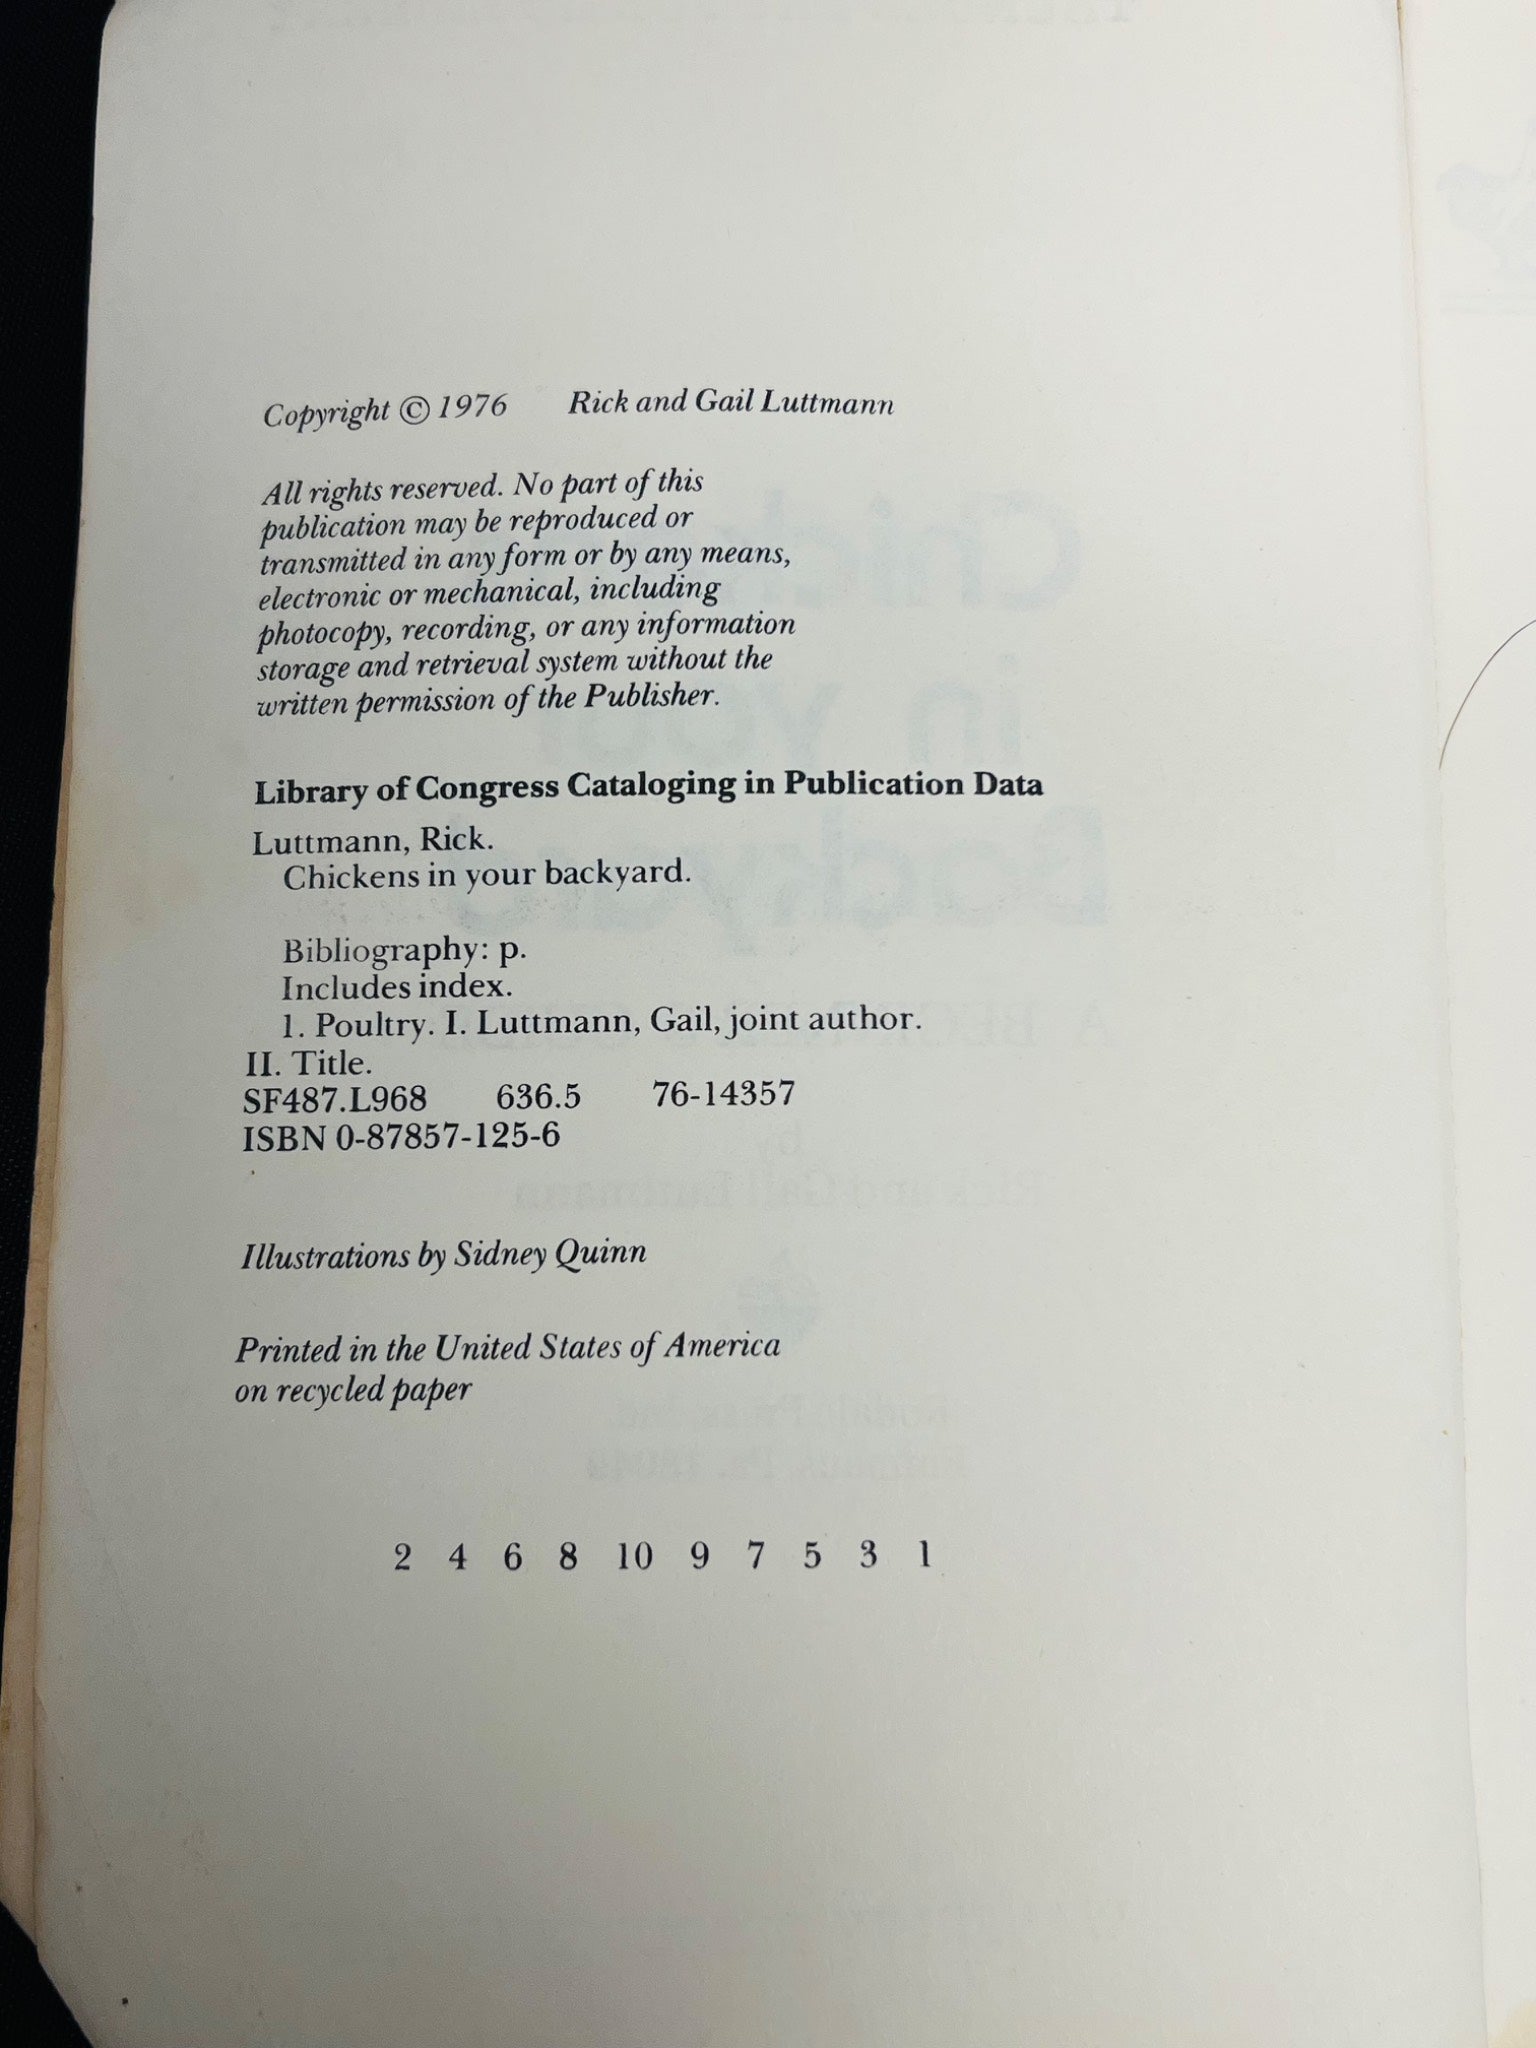 Copyright © 1976 Rick and Gail Luttmann
All rights reserved. No part of this
publication may be reproduced or
transmitted in any form or by any means,
electronic or mechanical, including
photocopy, recording, or any information
storage and retrieval system without the
written permission of the Publisher.
Library of Congress Cataloging in Publication Data
Luttmann, Rick.
Chickens in your backyard.
Bibliography: p.
Includes index.
1. Poultry. I. Luttmann, Gail, joint author.
II. Title.
SF487.L968 636.5 76-14357
ISBN 0-87857-125-6
Illustrations by Sidney Quinn
Printed in the United States of America
on recycled paper
2 4 6 8 10 9 7 5 3 1